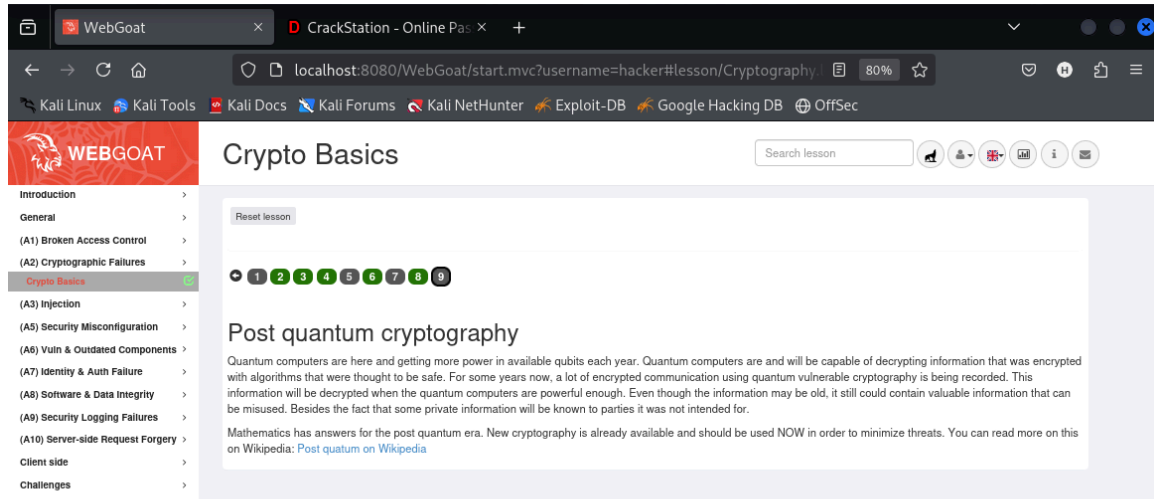 WebGoat
CrackStation - Online Pas
localhost:8080/WebGoat/start.mvc?username=hacker#lesson/Cryptography.
80%
H
Kali Linux Kali Tools Kali Docs Kali Forums Kali NetHunter Exploit-DB Google Hacking DB OffSec
WEBGOAT
Crypto Basics
Search lesson
Introduction
General
(A1) Broken Access Control
(A2) Cryptographic Failures
Crypto Basics
(A3) Injection
(A5) Security Misconfiguration
(A6) Vuln & Outdated Components
(A7) Identity & Auth Failure
(A8) Software & Data Integrity
(A9) Security Logging Failures
(A10) Server-side Request Forgery
Client side
Challenges
Reset lesson
1 2 3 4 5 6 7 8 9
Post quantum cryptography
Quantum computers are here and getting more power in available qubits each year. Quantum computers are and will be capable of decrypting information that was encrypted
with algorithms that were thought to be safe. For some years now, a lot of encrypted communication using quantum vulnerable cryptography is being recorded. This
information will be decrypted when the quantum computers are powerful enough. Even though the information may be old, it still could contain valuable information that can
be misused. Besides the fact that some private information will be known to parties it was not intended for.
Mathematics has answers for the post quantum era. New cryptography is already available and should be used NOW in order to minimize threats. You can read more on this
on Wikipedia: Post quatum on Wikipedia